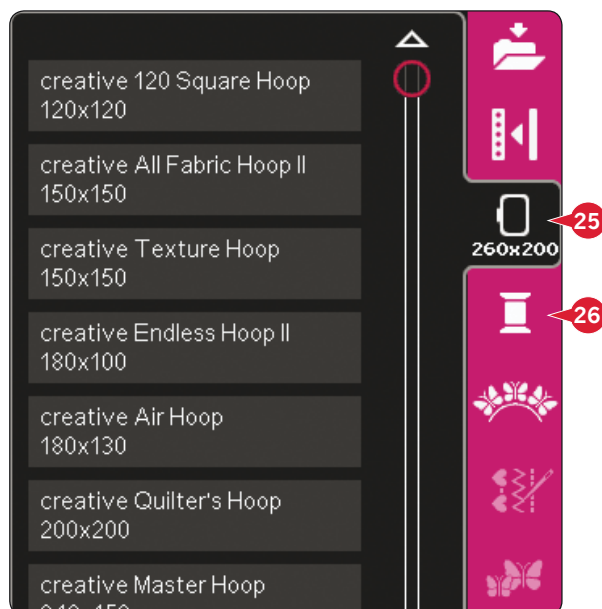 creative 120 Square Hoop
120x120
creative All Fabric Hoop II
150x150
creative Texture Hoop
150x150
creative Endless Hoop II
180x100
creative Air Hoop
180x130
creative Quilter's Hoop
200x200
creative Master Hoop
260x200
25
26